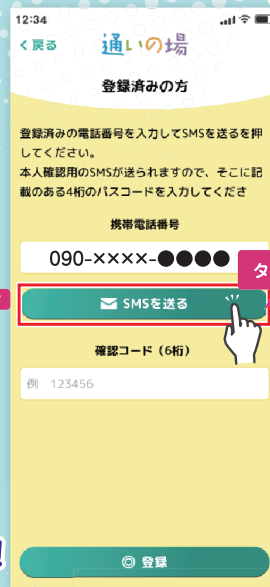 12:34
く戻る
通いの場
登録済みの方
登録済みの電話番号を入力してSMSを送るを押
してください。
本人確認用のSMSが送られますので、そこに記
載のある4桁のパスコードを入力してくださ
携帯電話番号
090-××××-●●●●
タ
SMSを送る
確認コード（6桁）
例 123456
◎ 登録